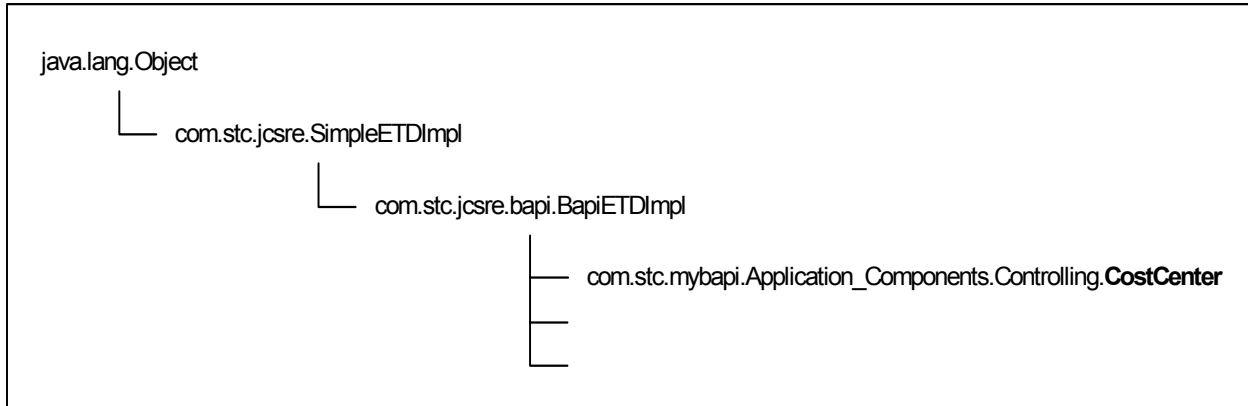 java.lang.Object
com.stc.jcsre.SimpleETDImpl
com.stc.jcsre.bapi.BapiETDImpl
com.stc.mybapi.Application_Components.Controlling.CostCenter